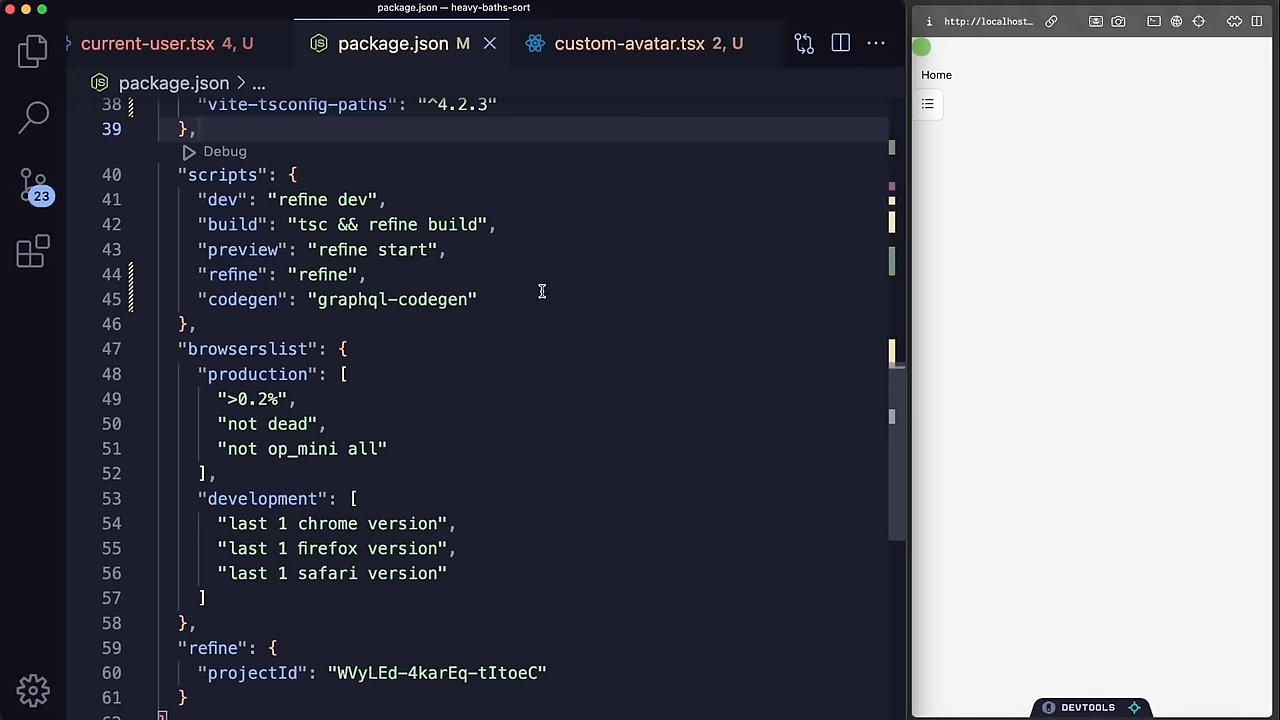 package.json — heavy-baths-sort
current-user.tsx 4, U
package.json M
custom-avatar.tsx 2, U
package.json > ...
38 "vite-tsconfig-paths": "^4.2.3"
39 },
Debug
40 "scripts": {
41 "dev": "refine dev",
42 "build": "tsc && refine build",
43 "preview": "refine start",
44 "refine": "refine",
45 "codegen": "graphql-codegen"
46 },
47 "browserslist": {
48 "production": [
49 ">0.2%",
50 "not dead",
51 "not op_mini all"
52 ],
53 "development": [
54 "last 1 chrome version",
55 "last 1 firefox version",
56 "last 1 safari version"
57 ]
58 },
59 "refine": {
60 "projectId": "WVyLEd-4karEq-tItoeC"
61 }
62 }
23
http://localhost...
Home
DEVTOOLS